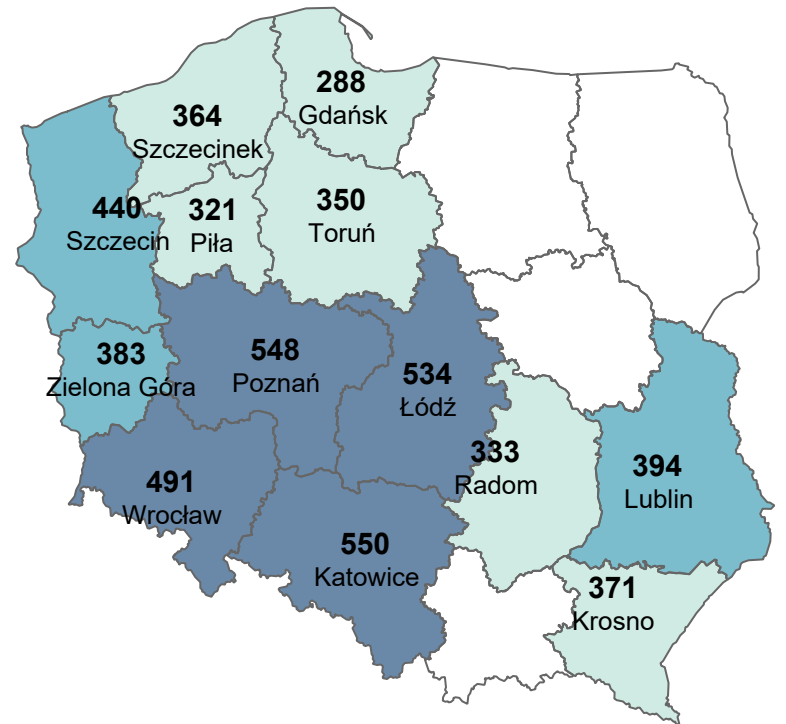 288
Gdańsk
364
Szczecinek
350
Toruń
440
Szczecin
321
Piła
383
Zielona Góra
548
Poznań
534
Łódź
333
Radom
394
Lublin
491
Wrocław
550
Katowice
371
Krosno